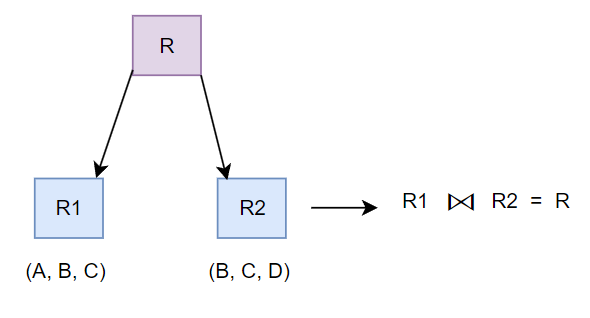 R
R1
R2
R1 ⋈ R2 = R
(A, B, C)
(B, C, D)